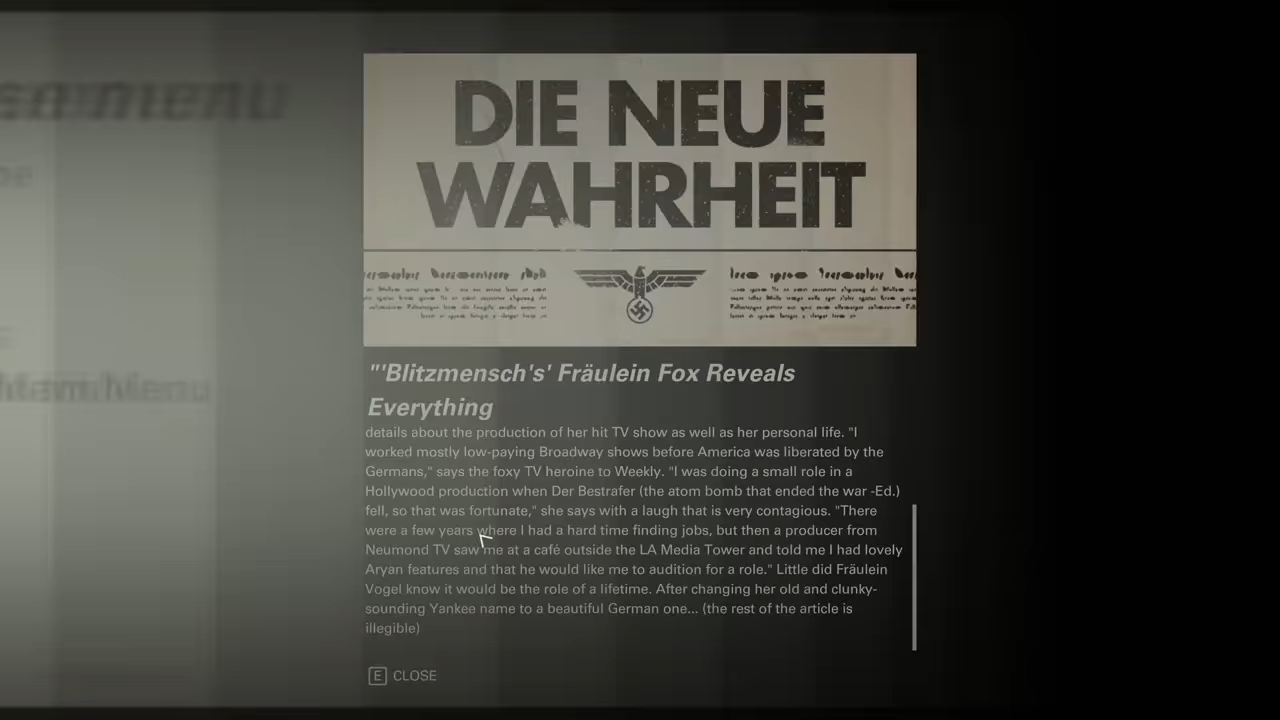 DIE NEUE
WAHRHEIT
"'Blitzmensch's' Fräulein Fox Reveals
Everything
details about the production of her hit TV show as well as her personal life. "I
worked mostly low-paying Broadway shows before America was liberated by the
Germans," says the foxy TV heroine to Weekly. "I was doing a small role in a
Hollywood production when Der Bestrafer (the atom bomb that ended the war -Ed.)
fell, so that was fortunate," she says with a laugh that is very contagious. "There
were a few years where I had a hard time finding jobs, but then a producer from
Neumond TV saw me at a café outside the LA Media Tower and told me I had lovely
Aryan features and that he would like me to audition for a role." Little did Fräulein
Vogel know it would be the role of a lifetime. After changing her old and clunky-
sounding Yankee name to a beautiful German one... (the rest of the article is
illegible)
E CLOSE